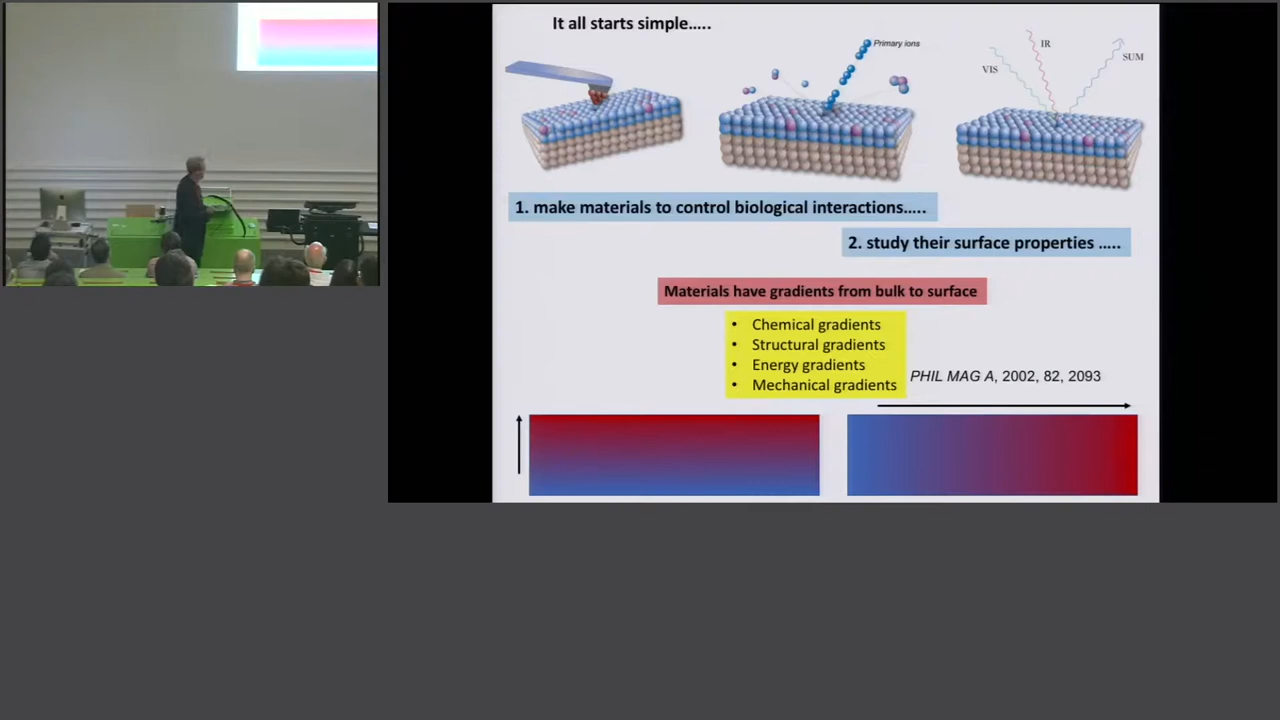 It all starts simple…..
Primary ions
VIS
IR
SUM
1. make materials to control biological interactions…..
2. study their surface properties …..
Materials have gradients from bulk to surface
• Chemical gradients
• Structural gradients
• Energy gradients
• Mechanical gradients
PHIL MAG A, 2002, 82, 2093